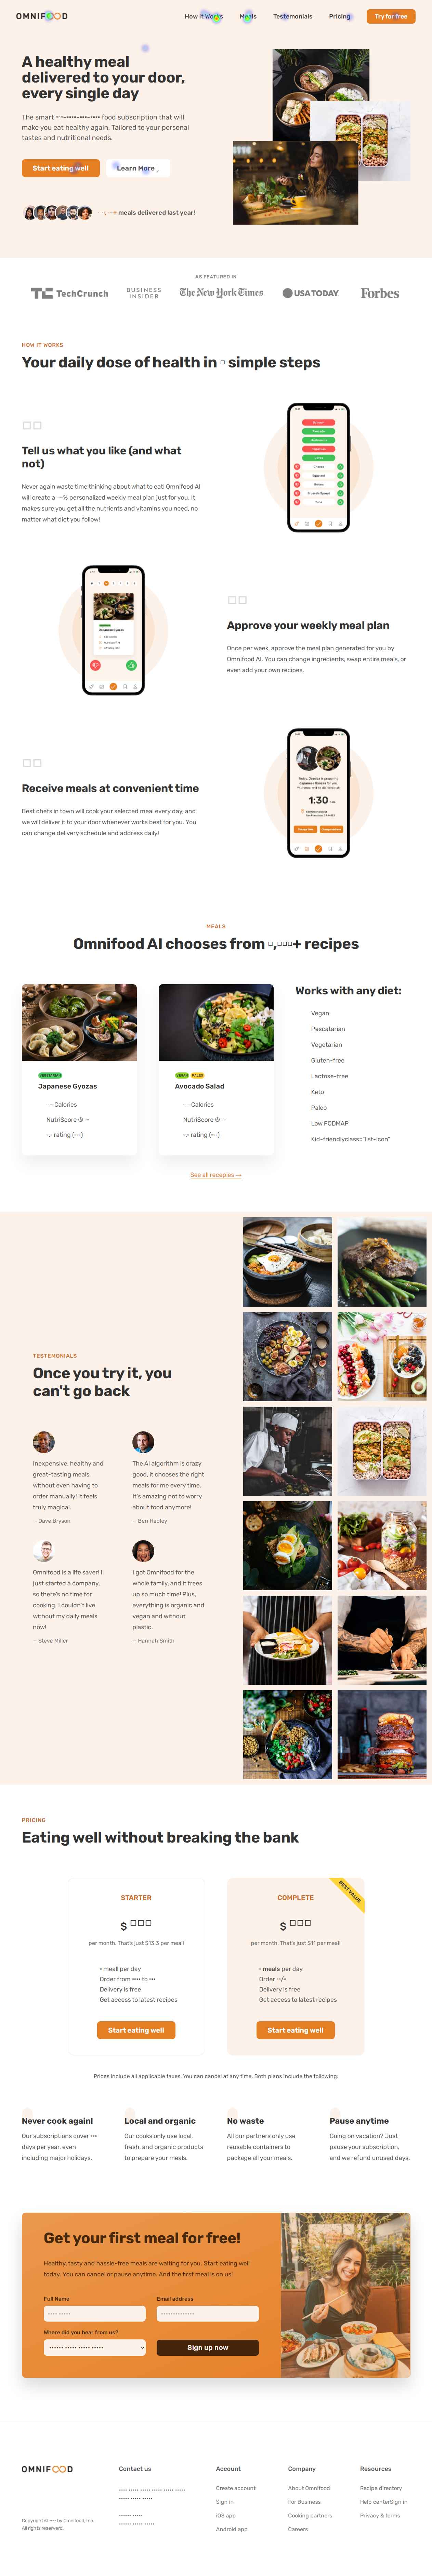 OMNIFOOD
How it works
Meals
Testimonials
Pricing
Try for free
A healthy meal
delivered to your door,
every single day
The smart food subscription that
make you eat healthy again. Tailored to your personal
tastes and nutritional needs.
Start eating well
Learn More ↓
meals delivered last year!
AS FEATURED IN
TechCrunch
BUSINESS
INSIDER
The New York Times
USA TODAY
Forbes
HOW IT WORKS
Your daily dose of health in simple steps
Tell us what you like (and what
not)
Never again waste time thinking about what to eat! Omnifood AI
will create a % personalized weekly meal plan just for you. It
makes sure you get all the nutrients and vitamins you need, no
matter what diet you follow!
Approve your weekly meal plan
Once per week, approve the meal plan generated for you by
Omnifood AI. You can change ingredients, swap entire meals, or
even add your own recipes.
Receive meals at convenient time
Best chefs in town will cook your selected meal every day, and
we will deliver it to your door whenever works best for you. You
can change delivery schedule and address daily!
1:30
MEALS
Omnifood AI chooses from + recipes
VEGETARIAN
Japanese Gyozas
Calories
NutriScore ®
rating
VEGAN
PALEO
Avocado Salad
Calories
NutriScore ®
rating
Works with any diet:
Vegan
Pescatarian
Vegetarian
Gluten-free
Lactose-free
Keto
Paleo
Low FODMAP
Kid-friendlyclass="list-icon"
See all recepies →
TESTEMONIALS
Once you try it, you
can't go back
Inexpensive, healthy and
great-tasting meals,
without even having to
order manually! It feels
truly magical.
— Dave Bryson
The AI algorithm is crazy
good, it chooses the right
meals for me every time.
It's amazing not to worry
about food anymore!
— Ben Hadley
Omnifood is a life saver! I
just started a company,
so there's no time for
cooking. I couldn't live
without my daily meals
now!
— Steve Miller
I got Omnifood for the
whole family, and it frees
up so much time! Plus,
everything is organic and
vegan and without
plastic.
— Hannah Smith
PRICING
Eating well without breaking the bank
STARTER
$
per month. That's just $13.3 per meal!
meall per day
Order from to
Delivery is free
Get access to latest recipes
Start eating well
BEST VALUE
COMPLETE
$
per month. That's just $11 per meal!
meals per day
Order /
Delivery is free
Get access to latest recipes
Start eating well
Prices include all applicable taxes. You can cancel at any time. Both plans include the following:
Never cook again!
Our subscriptions cover
days per year, even
including major holidays.
Local and organic
Our cooks only use local,
fresh, and organic products
to prepare your meals.
No waste
All our partners only use
reusable containers to
package all your meals.
Pause anytime
Going on vacation? Just
pause your subscription,
and we refund unused days.
Get your first meal for free!
Healthy, tasty and hassle-free meals are waiting for you. Start eating well
today. You can cancel or pause anytime. And the first meal is on us!
Full Name
Email address
Where did you hear from us?
Sign up now
OMNIFOOD
Copyright © by Omnifood, Inc.
All rights reserverd.
Contact us
Account
Create account
Sign in
iOS app
Android app
Company
About Omnifood
For Business
Cooking partners
Careers
Resources
Recipe directory
Help centerSign in
Privacy & terms